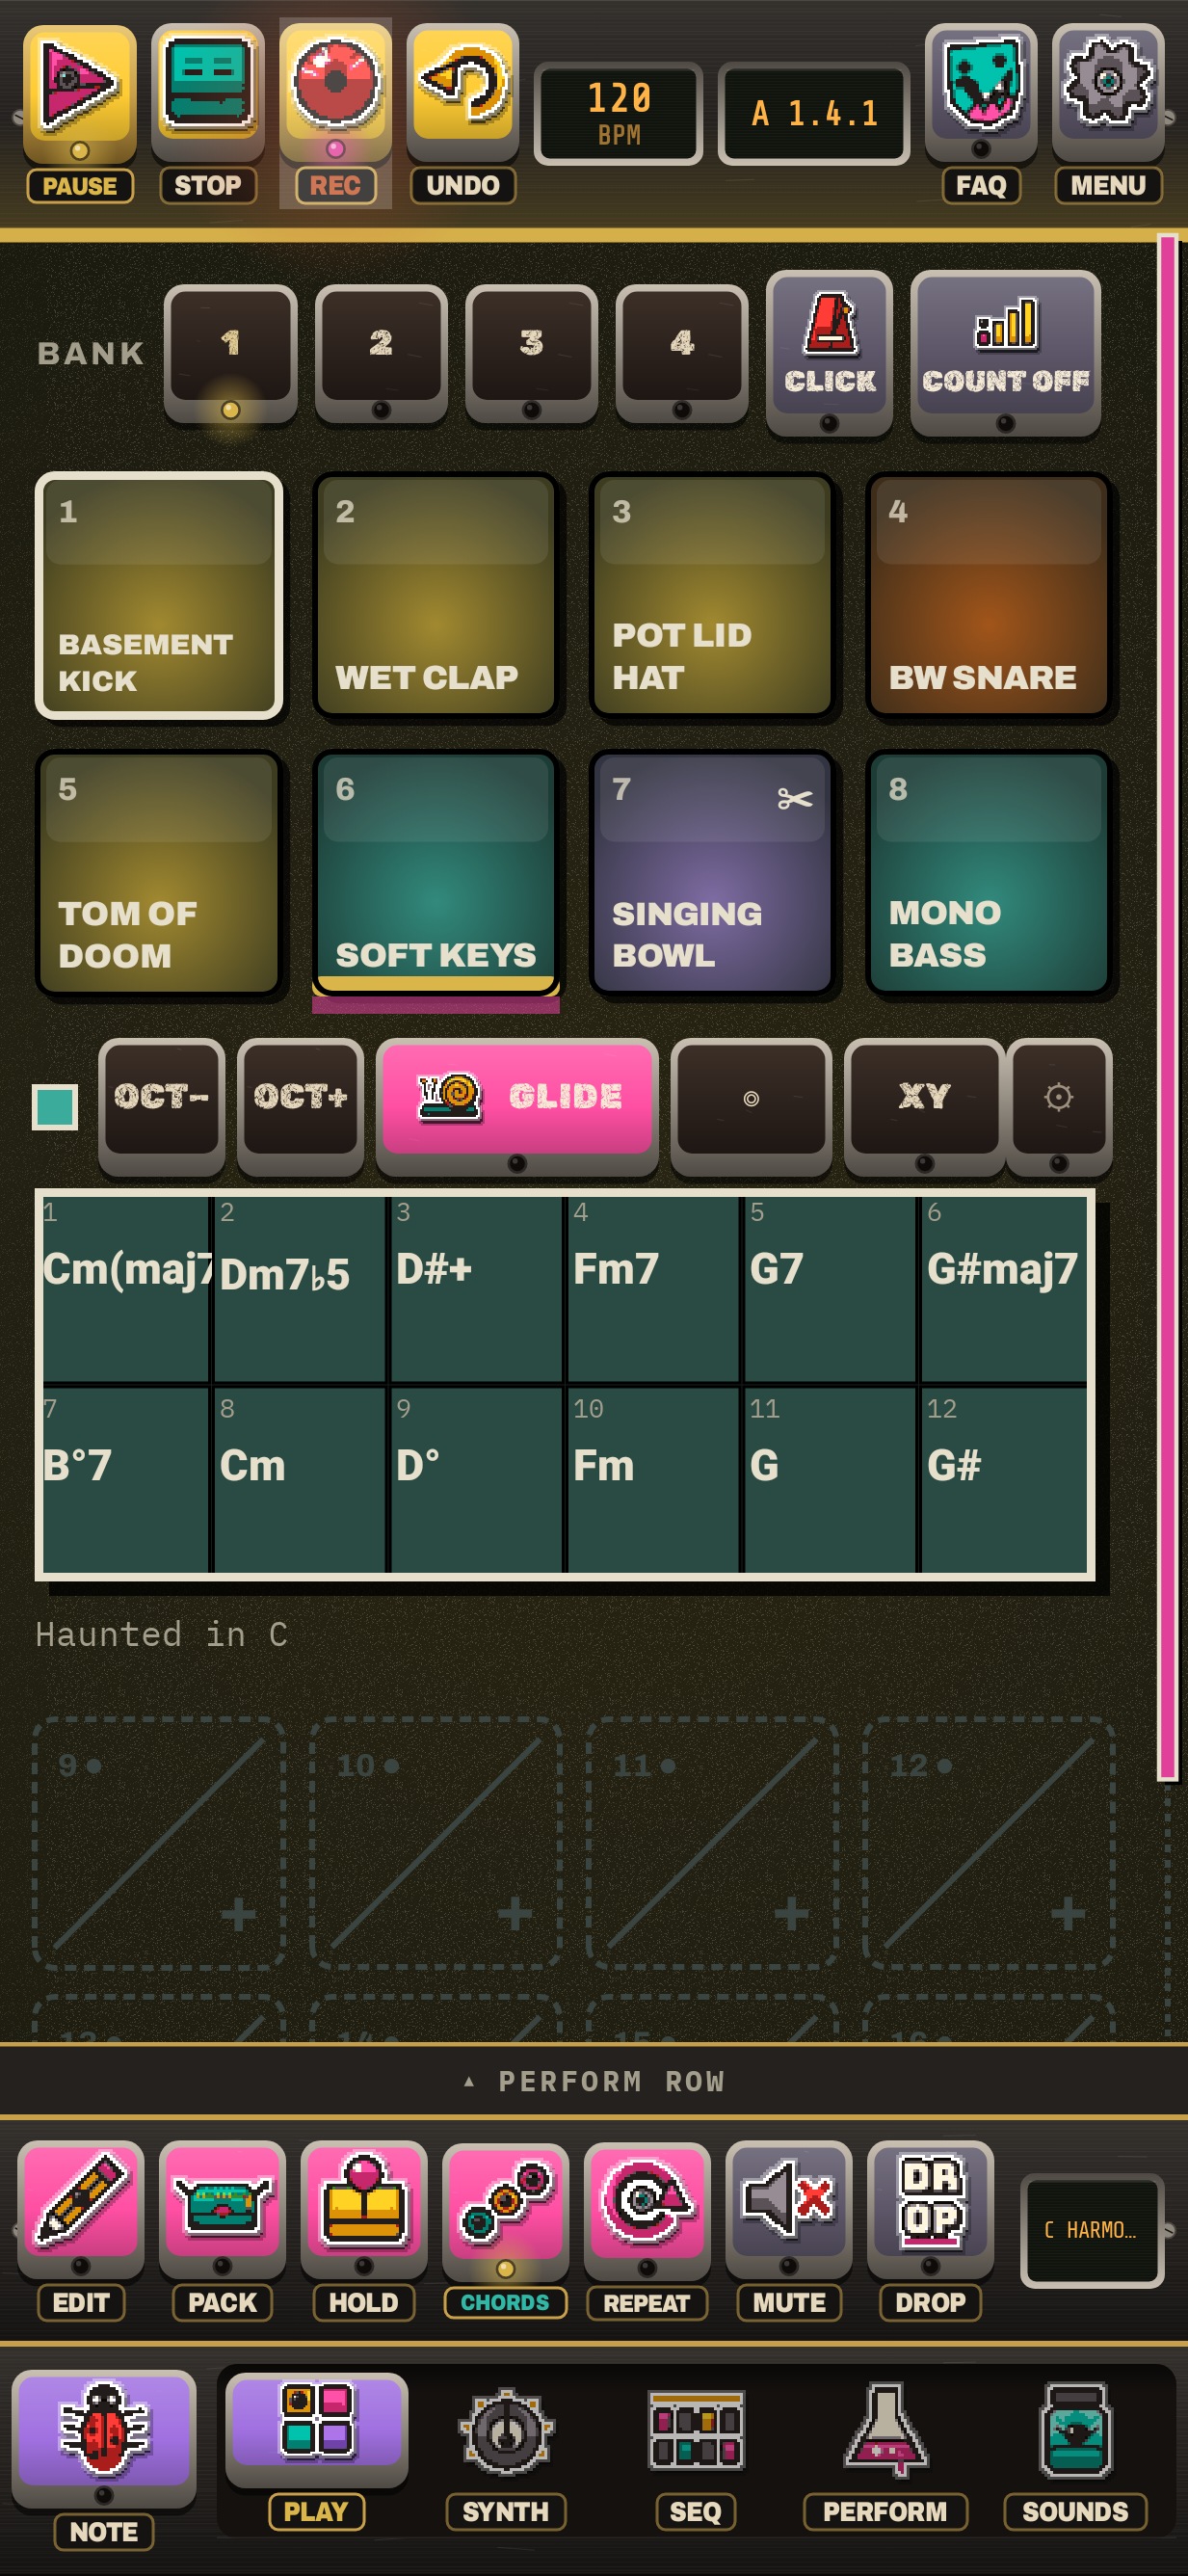 PAUSE
STOP
REC
UNDO
120
BPM
A 1.4.1
FAQ
MENU
BANK
1
2
3
4
CLICK
COUNT OFF
1
BASEMENT
KICK
2
WET CLAP
3
POT LID
HAT
4
BW SNARE
5
TOM OF
DOOM
6
SOFT KEYS
7
SINGING
BOWL
8
MONO
BASS
OCT-
OCT+
GLIDE
XY
1
Cm(maj7
2
Dm7♭5
3
D#+
4
Fm7
5
G7
6
G#maj7
7
B°7
8
Cm
9
D°
10
Fm
11
G
12
G#
Haunted in C
9
10
11
12
13
14
15
16
▲ PERFORM ROW
DROP
C HARMO…
EDIT
PACK
HOLD
CHORDS
REPEAT
MUTE
DROP
NOTE
PLAY
SYNTH
SEQ
PERFORM
SOUNDS